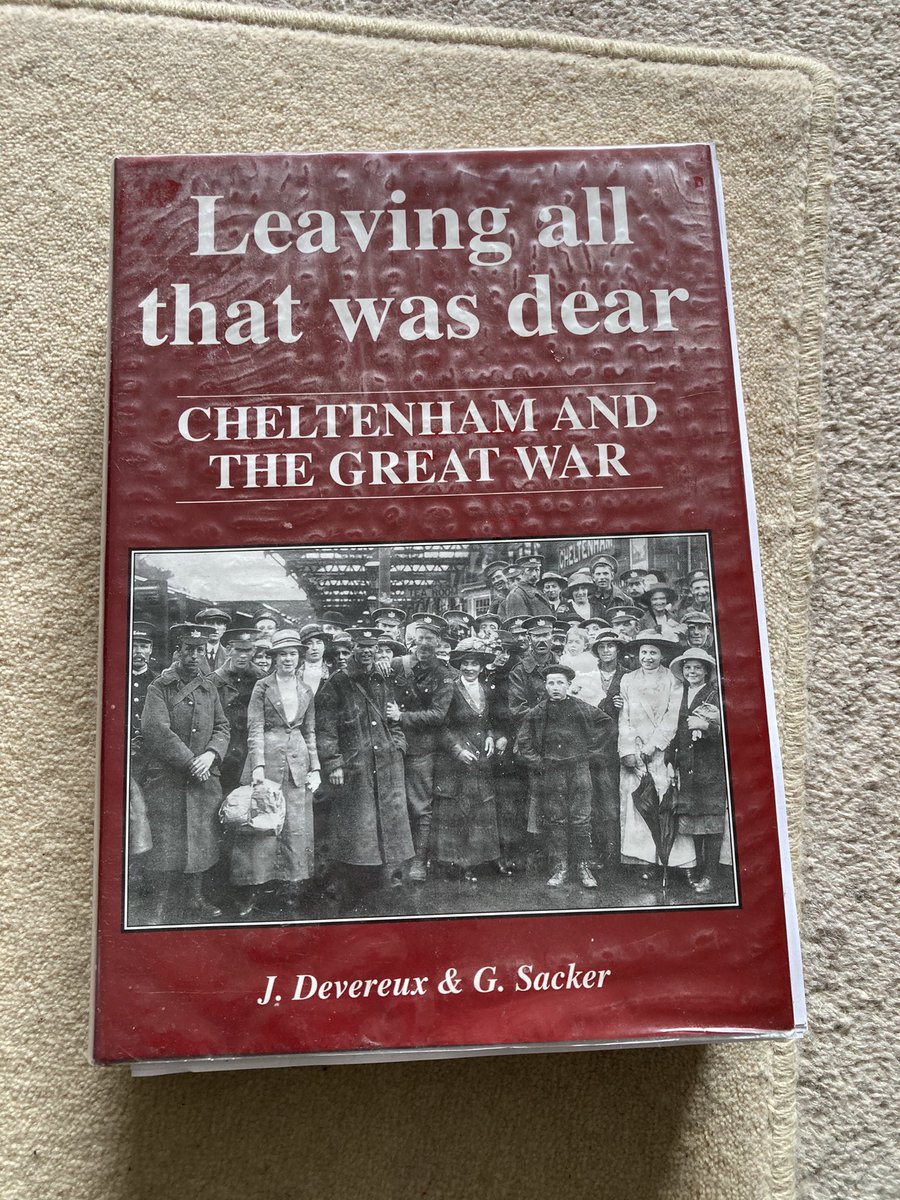 Leaving all
that was dear
CHELTENHAM AND
THE GREAT WAR
CHELTENHAM
J. Devereux & G. Sacker